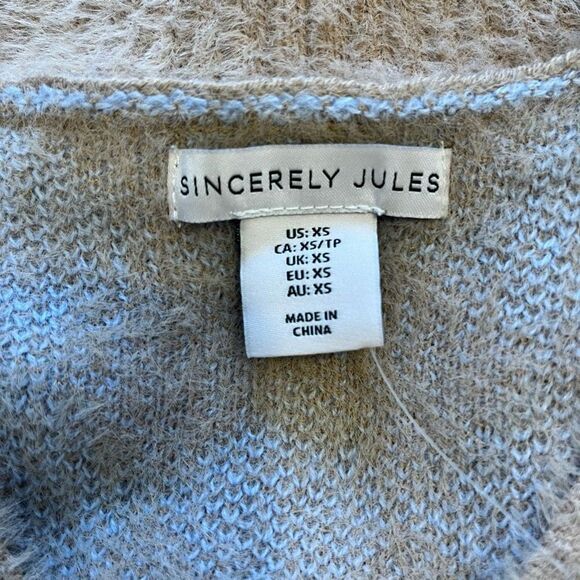 SINCERELY JULES
US: XS
CA: XS/TP
UK: XS
EU: XS
AU: XS
MADE IN
CHINA